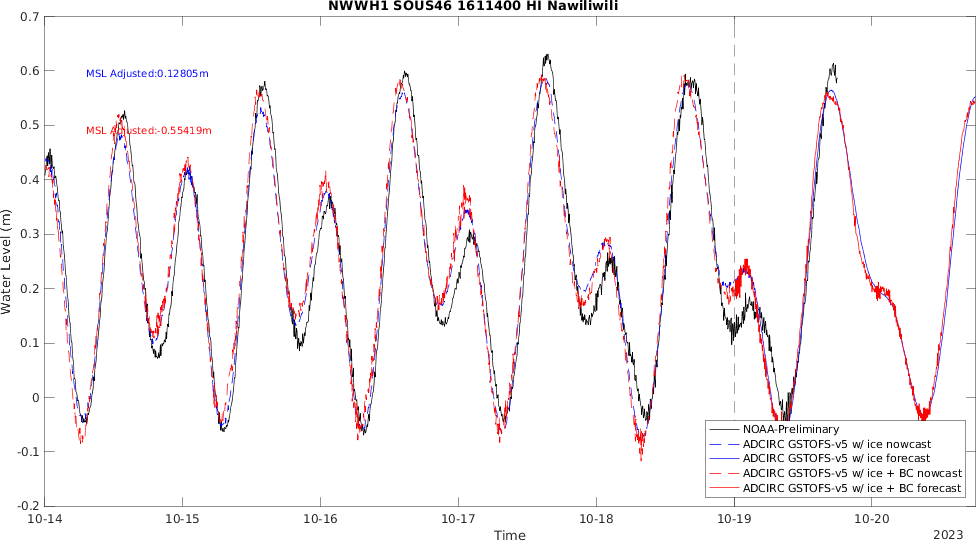 NWWH1 SOUS46 1611400 HI Nawiliwili
0.7
0.6
0.5
0.4
0.3
0.2
0.1
0
-0.1
-0.2
Water Level (m)
MSL Adjusted:0.12805m
MSL Adjusted:-0.55419m
NOAA-Preliminary
ADCIRC GSTOFS-v5 w/ ice nowcast
ADCIRC GSTOFS-v5 w/ ice forecast
ADCIRC GSTOFS-v5 w/ ice + BC nowcast
ADCIRC GSTOFS-v5 w/ ice + BC forecast
10-14 10-15 10-16 10-17 10-18 10-19 10-20
Time
2023